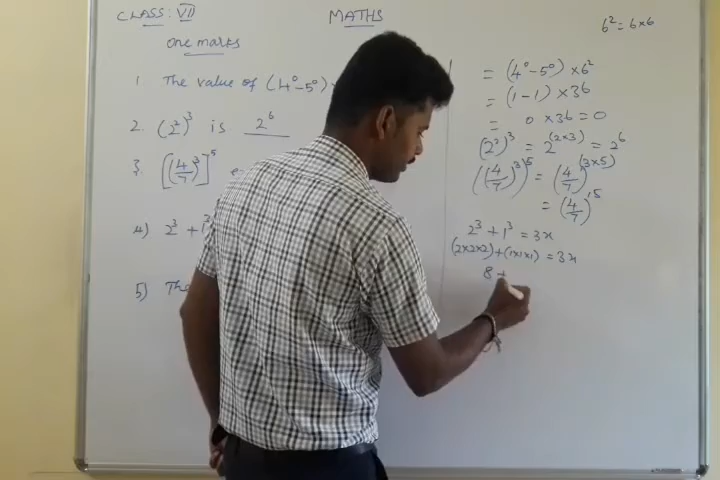 CLASS: VII
MATHS
6² = 6×6
one marks
1. The value of (4⁰-5⁰)
2. (2²)³ is 2⁶
3. [(4/7)³]⁵
4) 2³ + 1³
5) The
= (4⁰-5⁰) ×6²
= (1-1) ×36
= 0 ×36 = 0
(2²)³ = 2^(2×3) = 2⁶
((4/7)³)⁵ = (4/7)^(3×5)
= (4/7)^15
2³ + 1³ = 3x
(2×2×2)+(1×1×1) = 3x
8 +